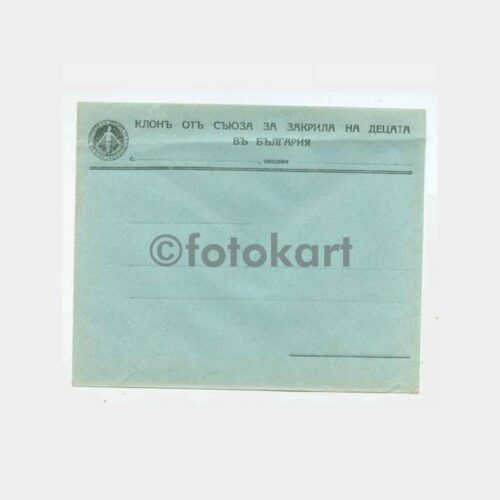 КЛОНЪ ОТЪ СЪЮЗА ЗА ЗАКРИЛА НА ДЕЦАТА
ВЪ БЪЛГАРИЯ
с. , околия
©fotokart